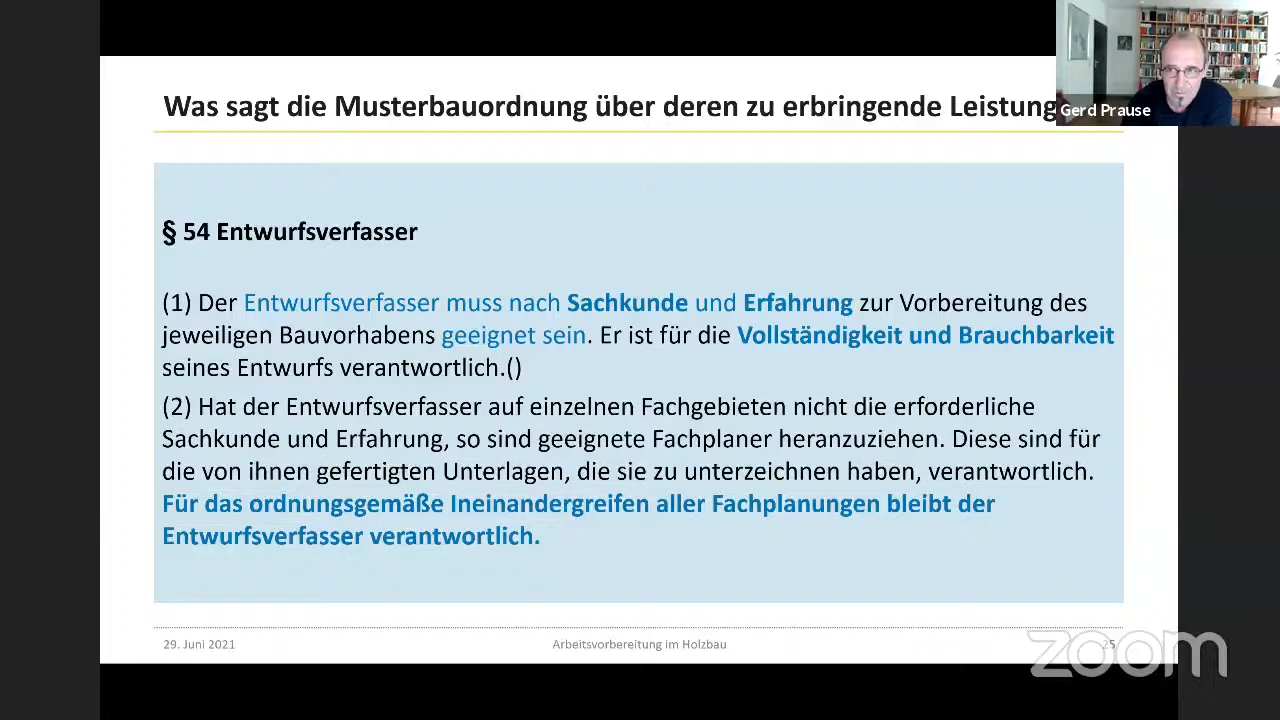 Was sagt die Musterbauordnung über deren zu erbringende Leistung
Gerd Prause
§ 54 Entwurfsverfasser
(1) Der Entwurfsverfasser muss nach Sachkunde und Erfahrung zur Vorbereitung des
jeweiligen Bauvorhabens geeignet sein. Er ist für die Vollständigkeit und Brauchbarkeit
seines Entwurfs verantwortlich.()
(2) Hat der Entwurfsverfasser auf einzelnen Fachgebieten nicht die erforderliche
Sachkunde und Erfahrung, so sind geeignete Fachplaner heranzuziehen. Diese sind für
die von ihnen gefertigten Unterlagen, die sie zu unterzeichnen haben, verantwortlich.
Für das ordnungsgemäße Ineinandergreifen aller Fachplanungen bleibt der
Entwurfsverfasser verantwortlich.
29. Juni 2021
Arbeitsvorbereitung im Holzbau
25
zoom